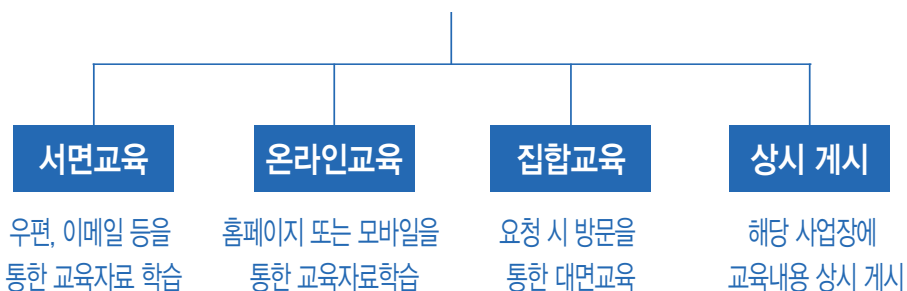 서면교육
온라인교육
집합교육
상시 게시
우편, 이메일 등을
통한 교육자료 학습
홈페이지 또는 모바일을
통한 교육자료학습
요청 시 방문을
통한 대면교육
해당 사업장에
교육내용 상시 게시